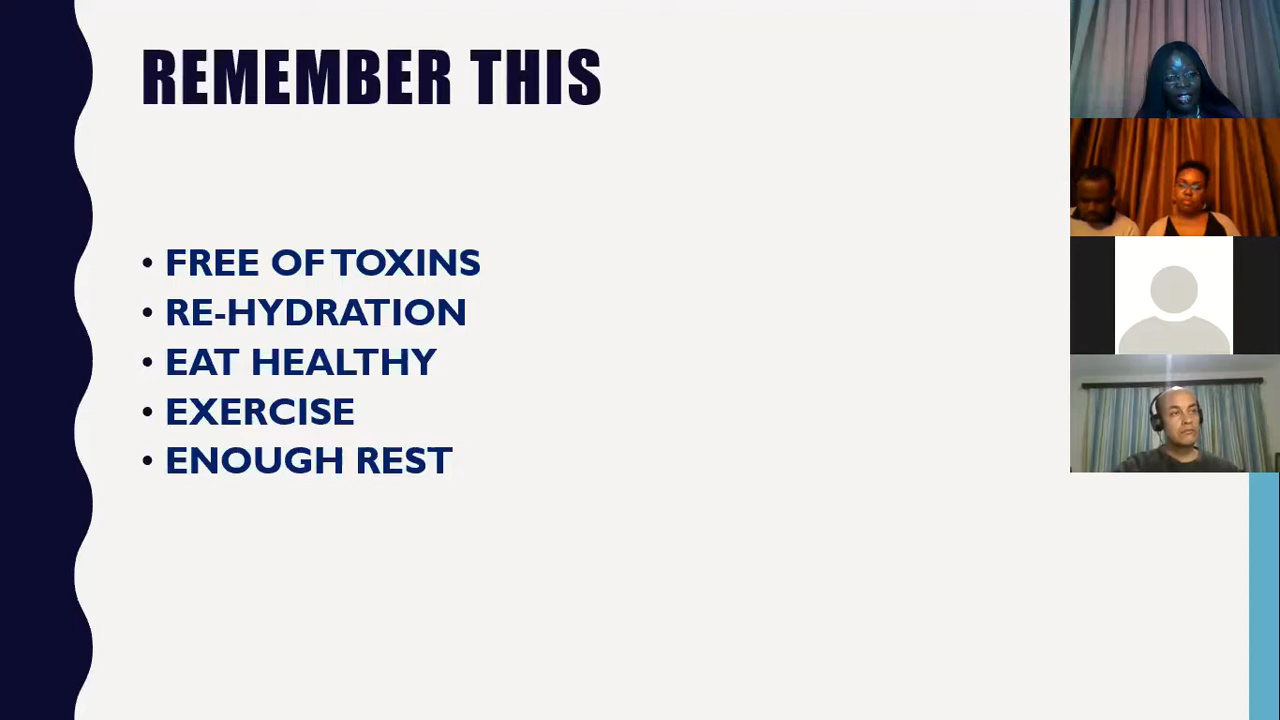 REMEMBER THIS
• FREE OF TOXINS
• RE-HYDRATION
• EAT HEALTHY
• EXERCISE
• ENOUGH REST